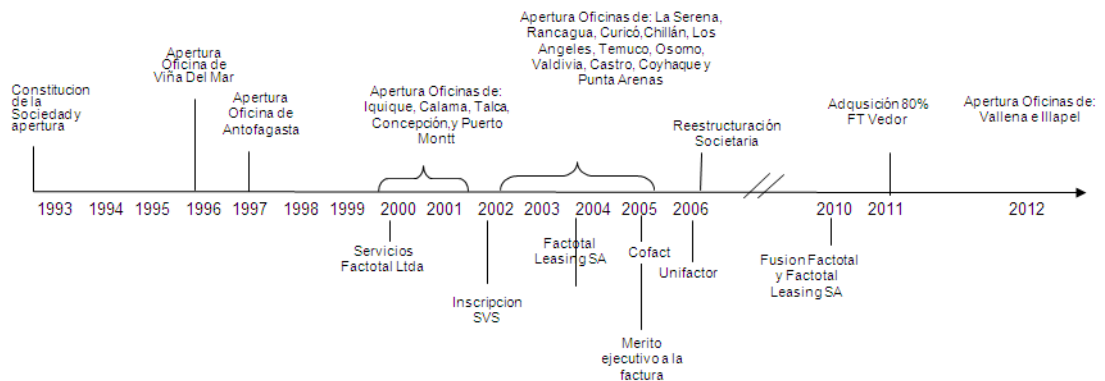 Constitucion
de la
Sociedad y
apertura
Apertura
Oficina de
Viña Del Mar
Apertura
Oficina de
Antofagasta
Apertura Oficinas de:
Iquique, Calama, Talca,
Concepción,y Puerto
Montt
Apertura Oficinas de: La Serena,
Rancagua, Curicó,Chillán, Los
Angeles, Temuco, Osorno,
Valdivia, Castro, Coyhaque y
Punta Arenas
Reestructuración
Societaria
Adqusición 80%
FT Vedor
Apertura Oficinas de:
Vallena e Illapel
1993 1994 1995 1996 1997 1998 1999 2000 2001 2002 2003 2004 2005 2006 2010 2011 2012
Servicios
Factotal Ltda
Inscripcion
SVS
Factotal
Leasing SA
Cofact
Merito
ejecutivo a la
factura
Unifactor
Fusion Factotal
y Factotal
Leasing SA